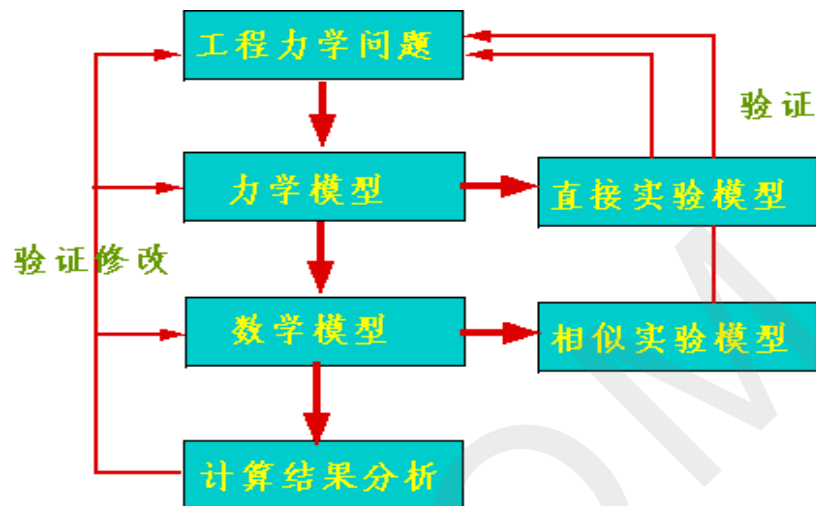 工程力学问题
验证
力学模型
直接实验模型
验证修改
数学模型
相似实验模型
计算结果分析